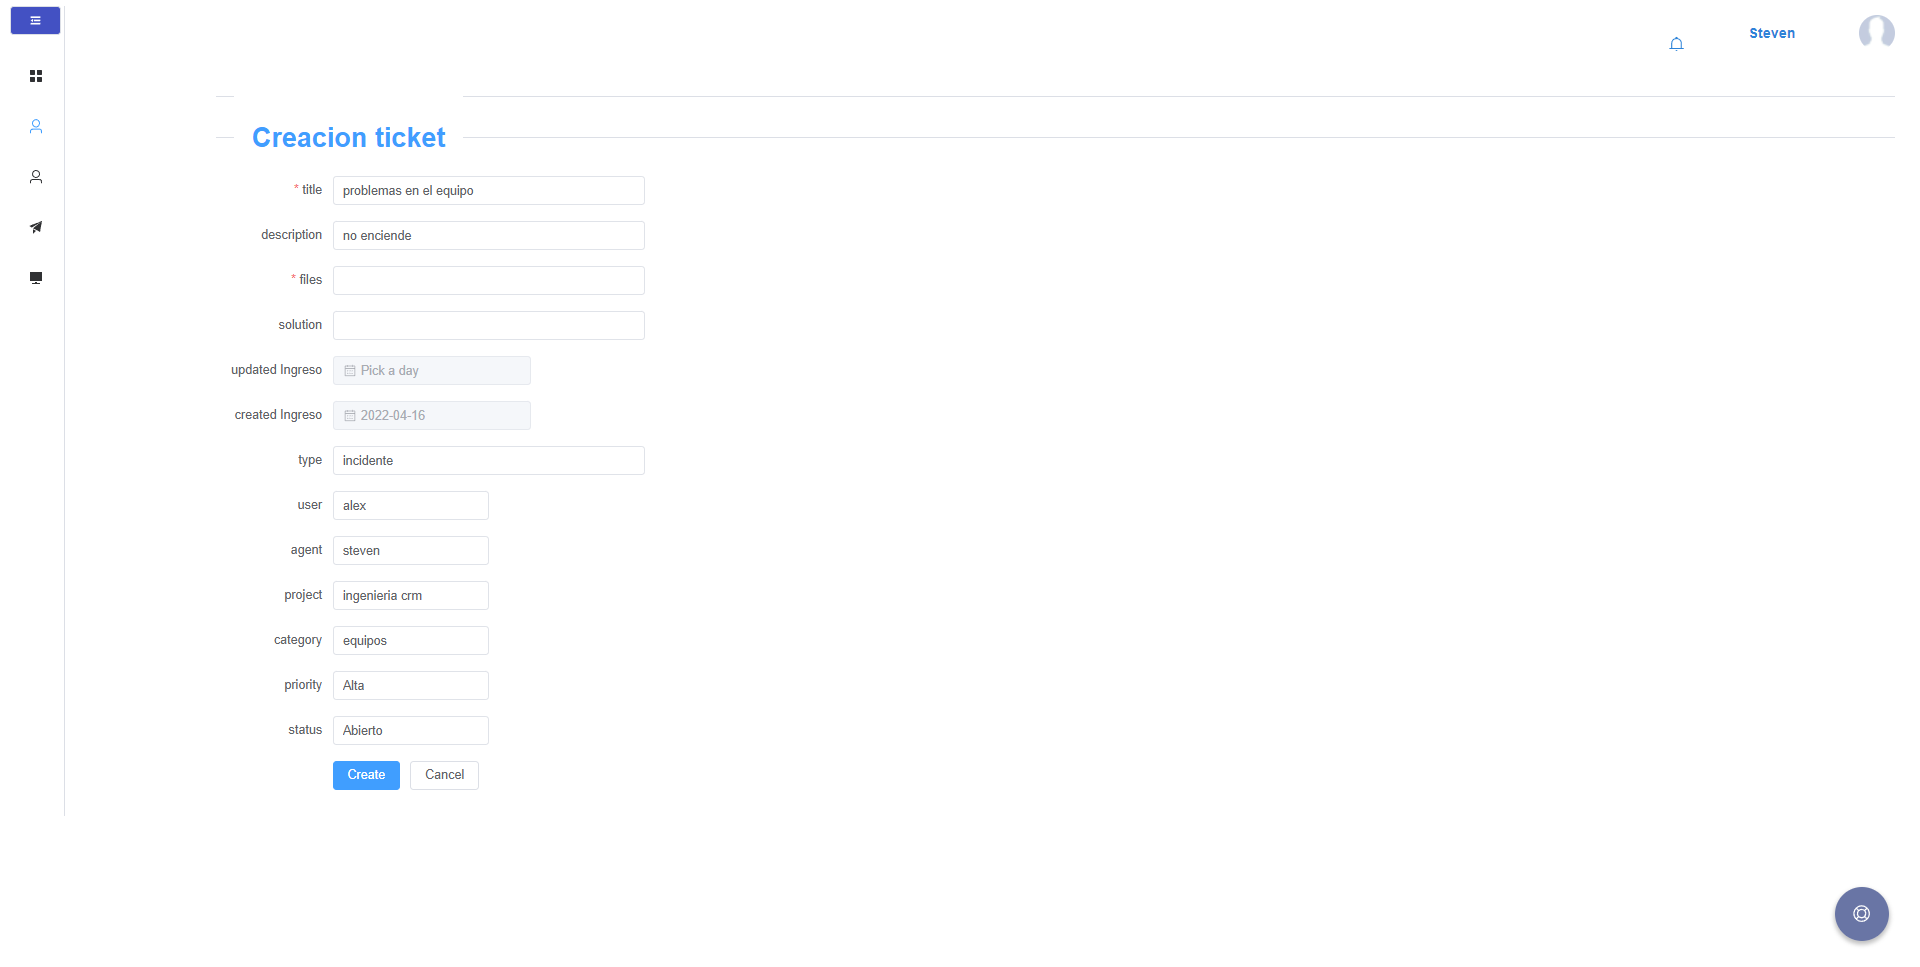 Steven
Creacion ticket
* title problemas en el equipo
description no enciende
* files
solution
updated Ingreso Pick a day
created Ingreso 2022-04-16
type incidente
user alex
agent steven
project ingenieria crm
category equipos
priority Alta
status Abierto
Create Cancel